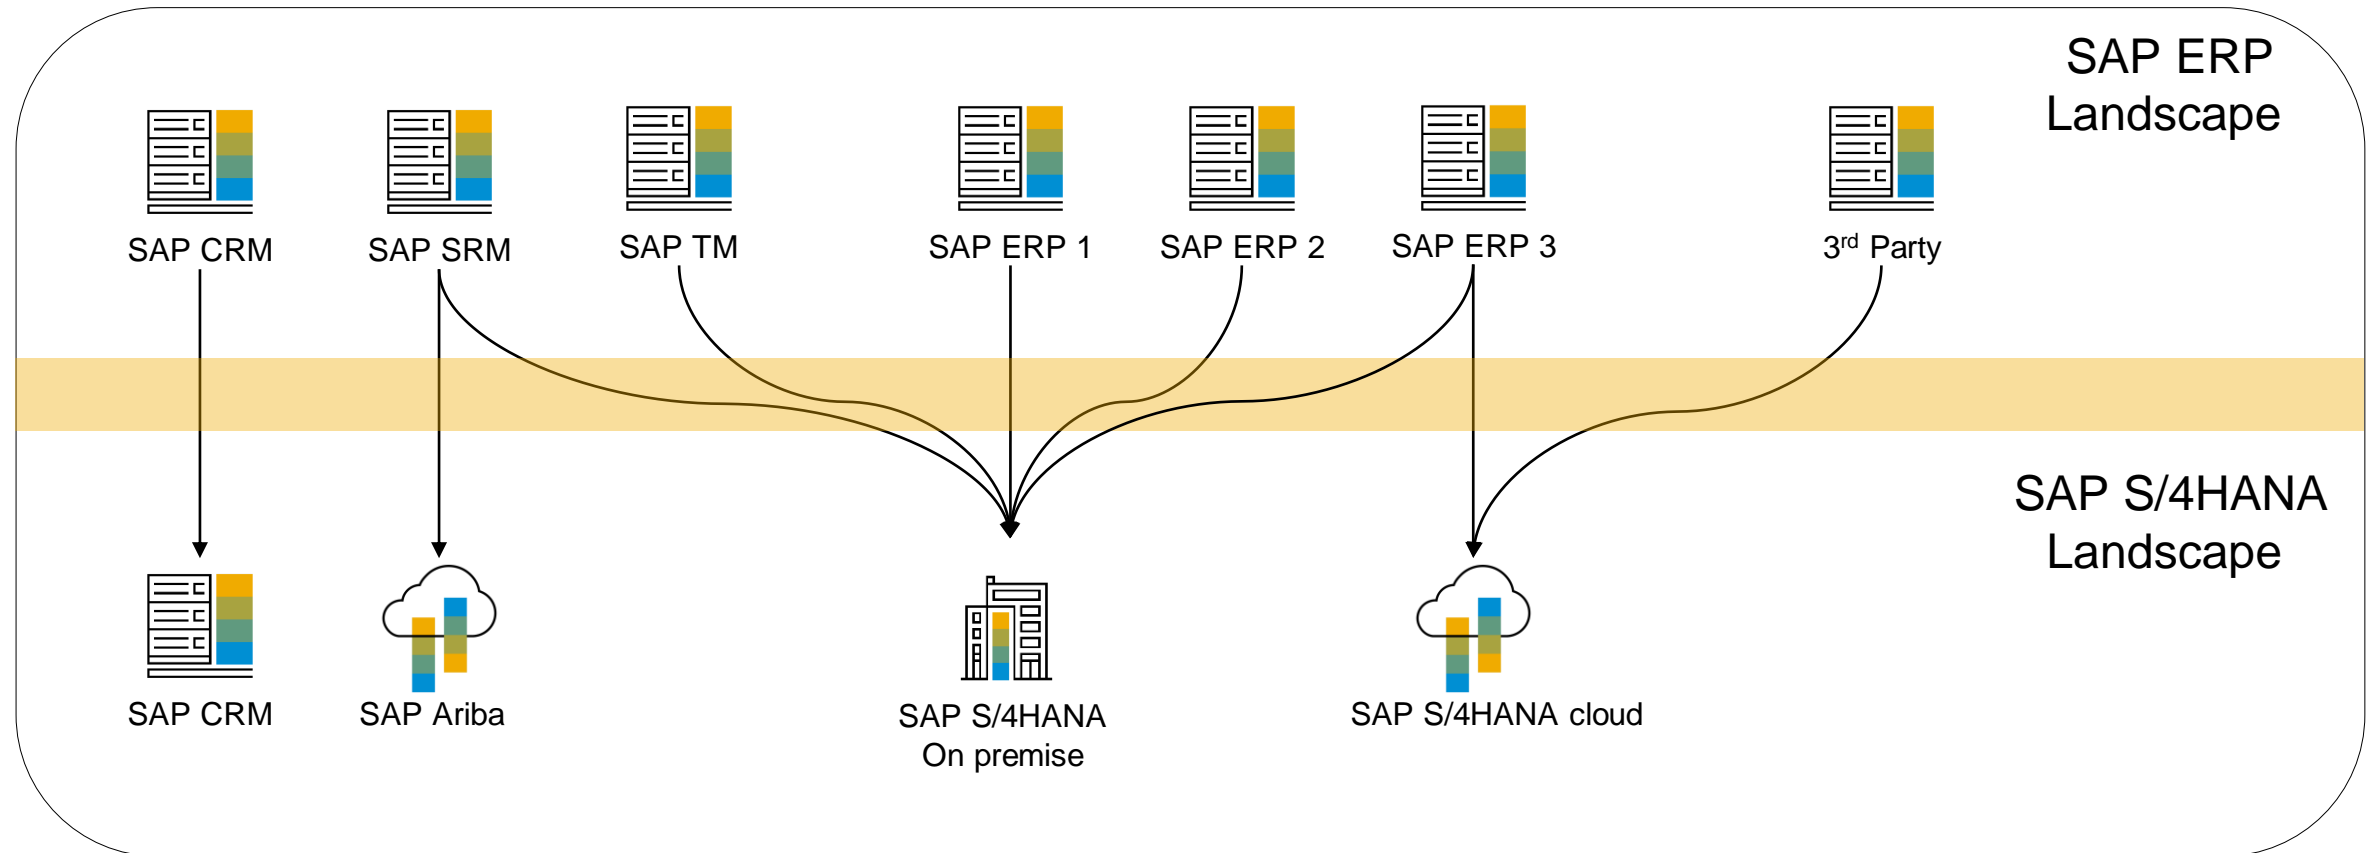 SAP ERP
Landscape
SAP CRM
SAP SRM
SAP TM
SAP ERP 1
SAP ERP 2
SAP ERP 3
3rd Party
SAP S/4HANA
Landscape
SAP CRM
SAP Ariba
SAP S/4HANA
On premise
SAP S/4HANA cloud